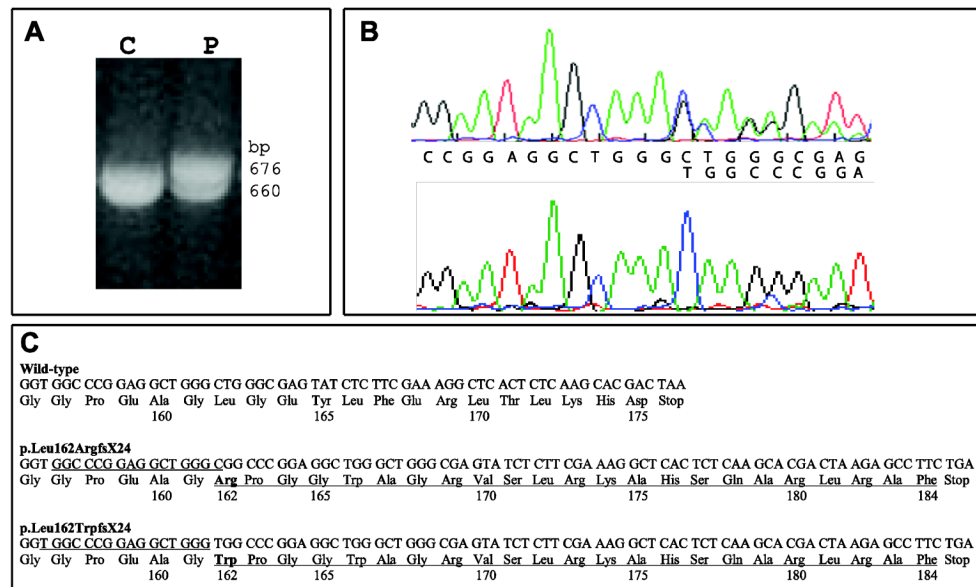 A
C P
bp
676
660
B
C C G G A G G C T G G G C T G G G C G A G
T G G C C C G G A
C
Wild-type
GGT GGC CCG GAG GCT GGG CTG GGC GAG TAT CTC TTC GAA AGG CTC ACT CTC AAG CAC GAC TAA
Gly Gly Pro Glu Ala Gly Leu Gly Glu Tyr Leu Phe Glu Arg Leu Thr Leu Lys His Asp Stop
160 165 170 175
p.Leu162ArgfsX24
GGT GGC CCG GAG GCT GGG CGG CCC GGA GGC TGG GCT GGG CGA GTA TCT CTT CGA AAG GCT CAC TCT CAA GCA CGA CTA AGA GCC TTC TGA
Gly Gly Pro Glu Ala Gly Arg Pro Gly Gly Trp Ala Gly Arg Val Ser Leu Arg Lys Ala His Ser Gln Ala Arg Leu Arg Ala Phe Stop
160 162 165 170 175 180 184
p.Leu162TrpfsX24
GGT GGC CCG GAG GCT GGG TGG CCC GGA GGC TGG GCT GGG CGA GTA TCT CTT CGA AAG GCT CAC TCT CAA GCA CGA CTA AGA GCC TTC TGA
Gly Gly Pro Glu Ala Gly Trp Pro Gly Gly Trp Ala Gly Arg Val Ser Leu Arg Lys Ala His Ser Gln Ala Arg Leu Arg Ala Phe Stop
160 162 165 170 175 180 184